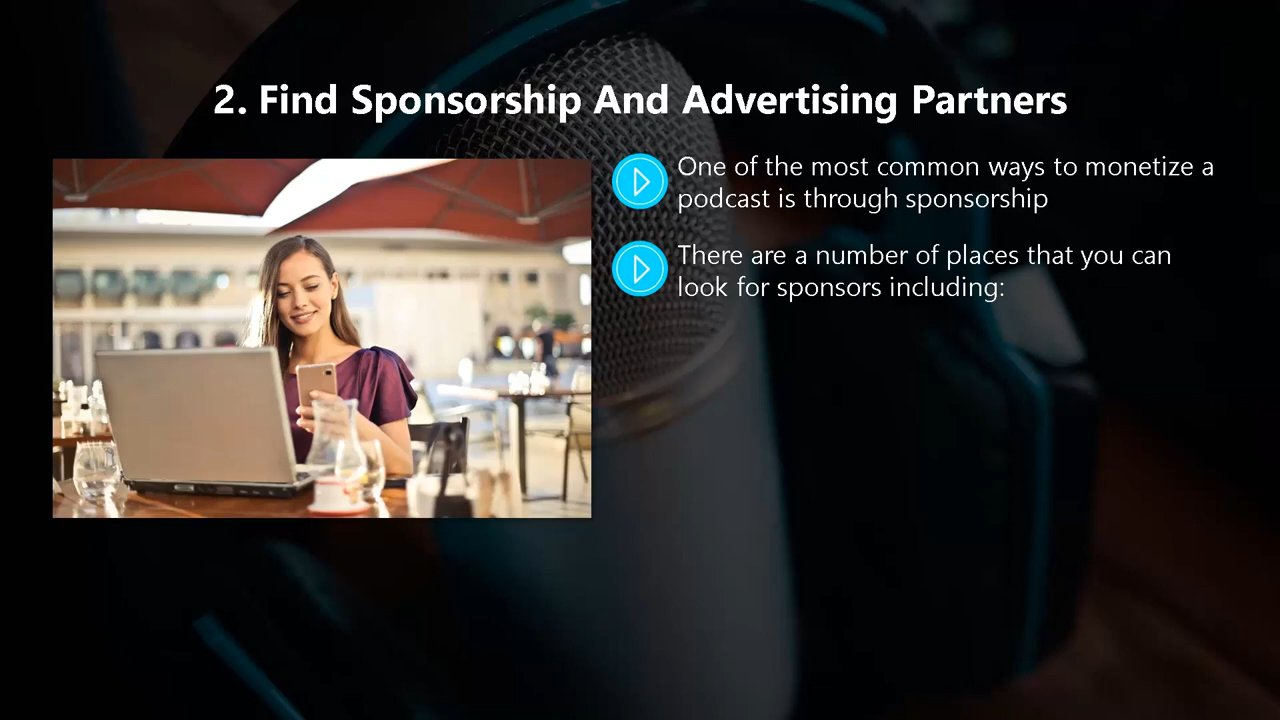 2. Find Sponsorship And Advertising Partners
One of the most common ways to monetize a
podcast is through sponsorship
There are a number of places that you can
look for sponsors including: